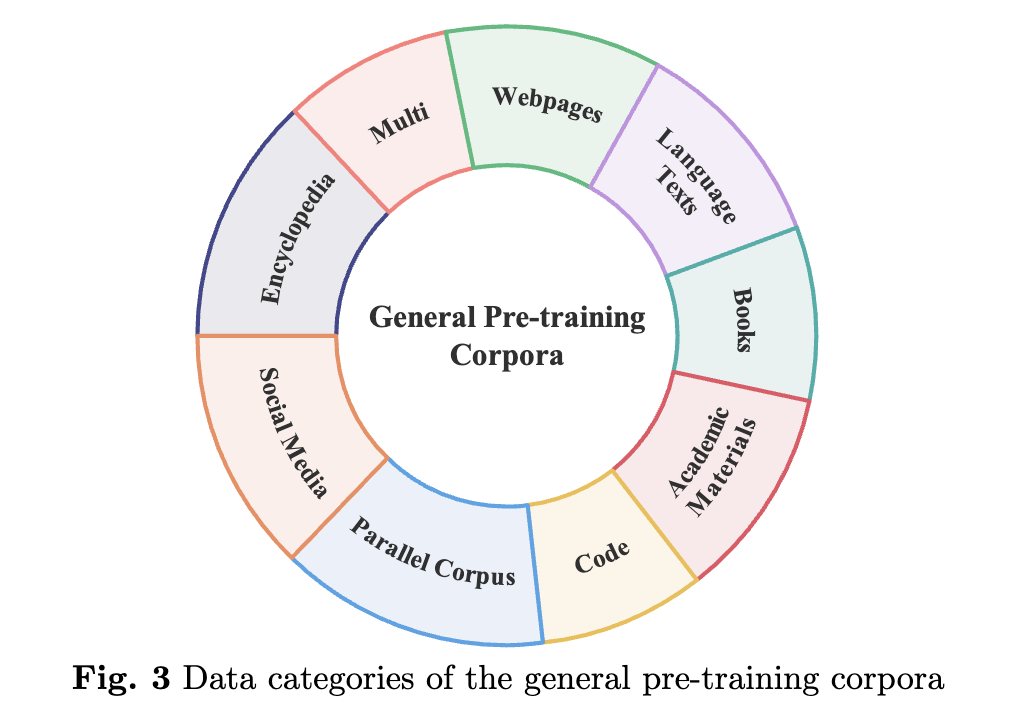 Webpages
Language
Texts
Books
Academic
Materials
Code
Parallel Corpus
Social Media
Encyclopedia
Multi
General Pre-training
Corpora
Fig. 3 Data categories of the general pre-training corpora